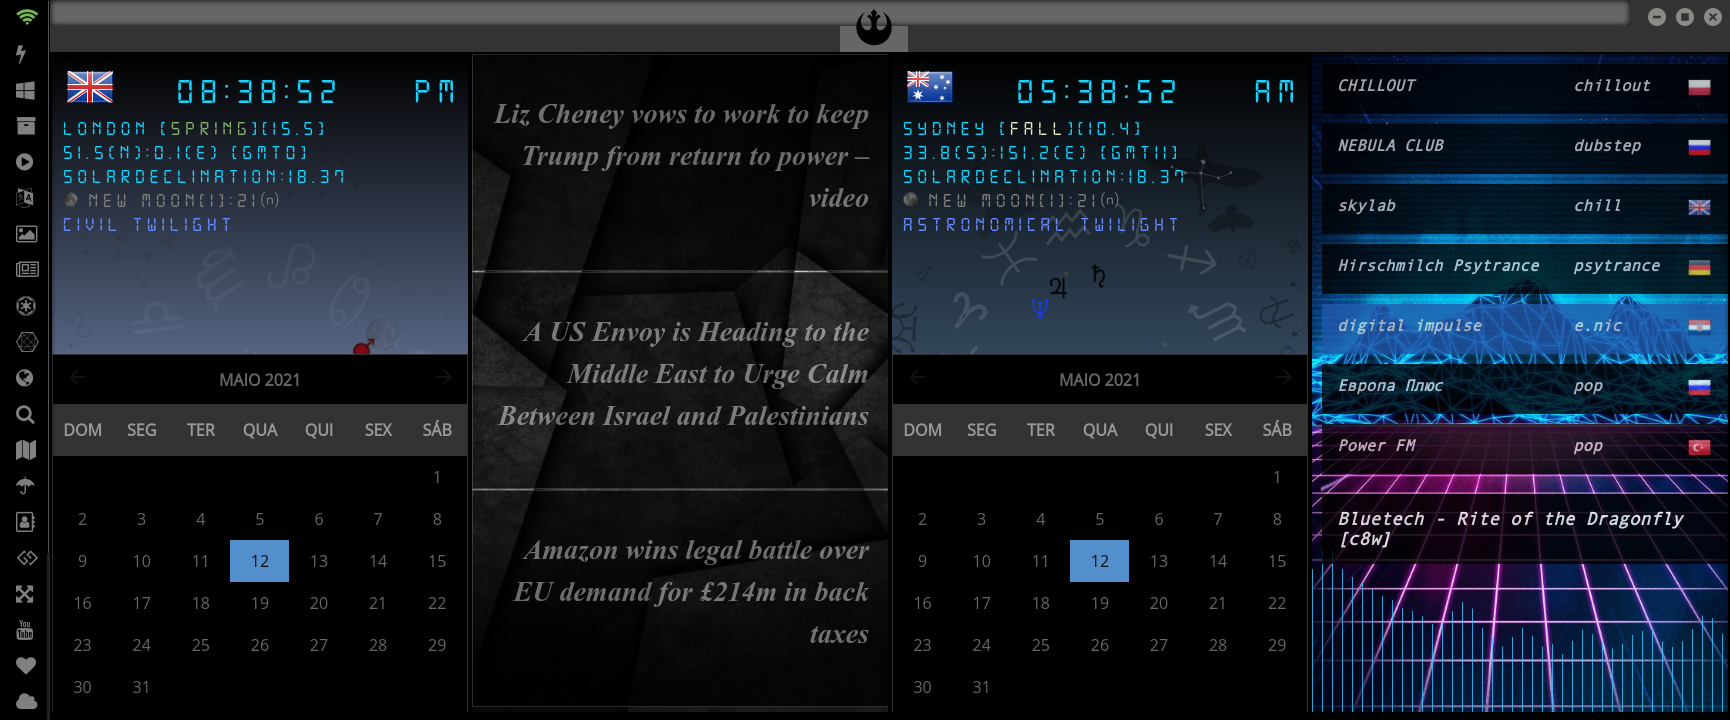 08:38:52 PM
LONDON [SPRING][15.5]
51.5(N):0.1(E) [GMT0]
SOLARDECLINATION:18.37
NEW MOON[1]:21(n)
CIVIL TWILIGHT
MAIO 2021
DOM SEG TER QUA QUI SEX SÁB
1
2 3 4 5 6 7 8
9 10 11 12 13 14 15
16 17 18 19 20 21 22
23 24 25 26 27 28 29
30 31
Liz Cheney vows to work to keep
Trump from return to power –
video
A US Envoy is Heading to the
Middle East to Urge Calm
Between Israel and Palestinians
Amazon wins legal battle over
EU demand for £214m in back
taxes
05:38:52 AM
SYDNEY [FALL][10.4]
33.8(S):151.2(E) [GMT11]
SOLARDECLINATION:18.37
NEW MOON[1]:21(n)
ASTRONOMICAL TWILIGHT
MAIO 2021
DOM SEG TER QUA QUI SEX SÁB
1
2 3 4 5 6 7 8
9 10 11 12 13 14 15
16 17 18 19 20 21 22
23 24 25 26 27 28 29
30 31
CHILLOUT chillout
NEBULA CLUB dubstep
skylab chill
Hirschmilch Psytrance psytrance
digital impulse e.nic
Европа Плюс pop
Power FM pop
Bluetech - Rite of the Dragonfly
[c8w]
You
Tube